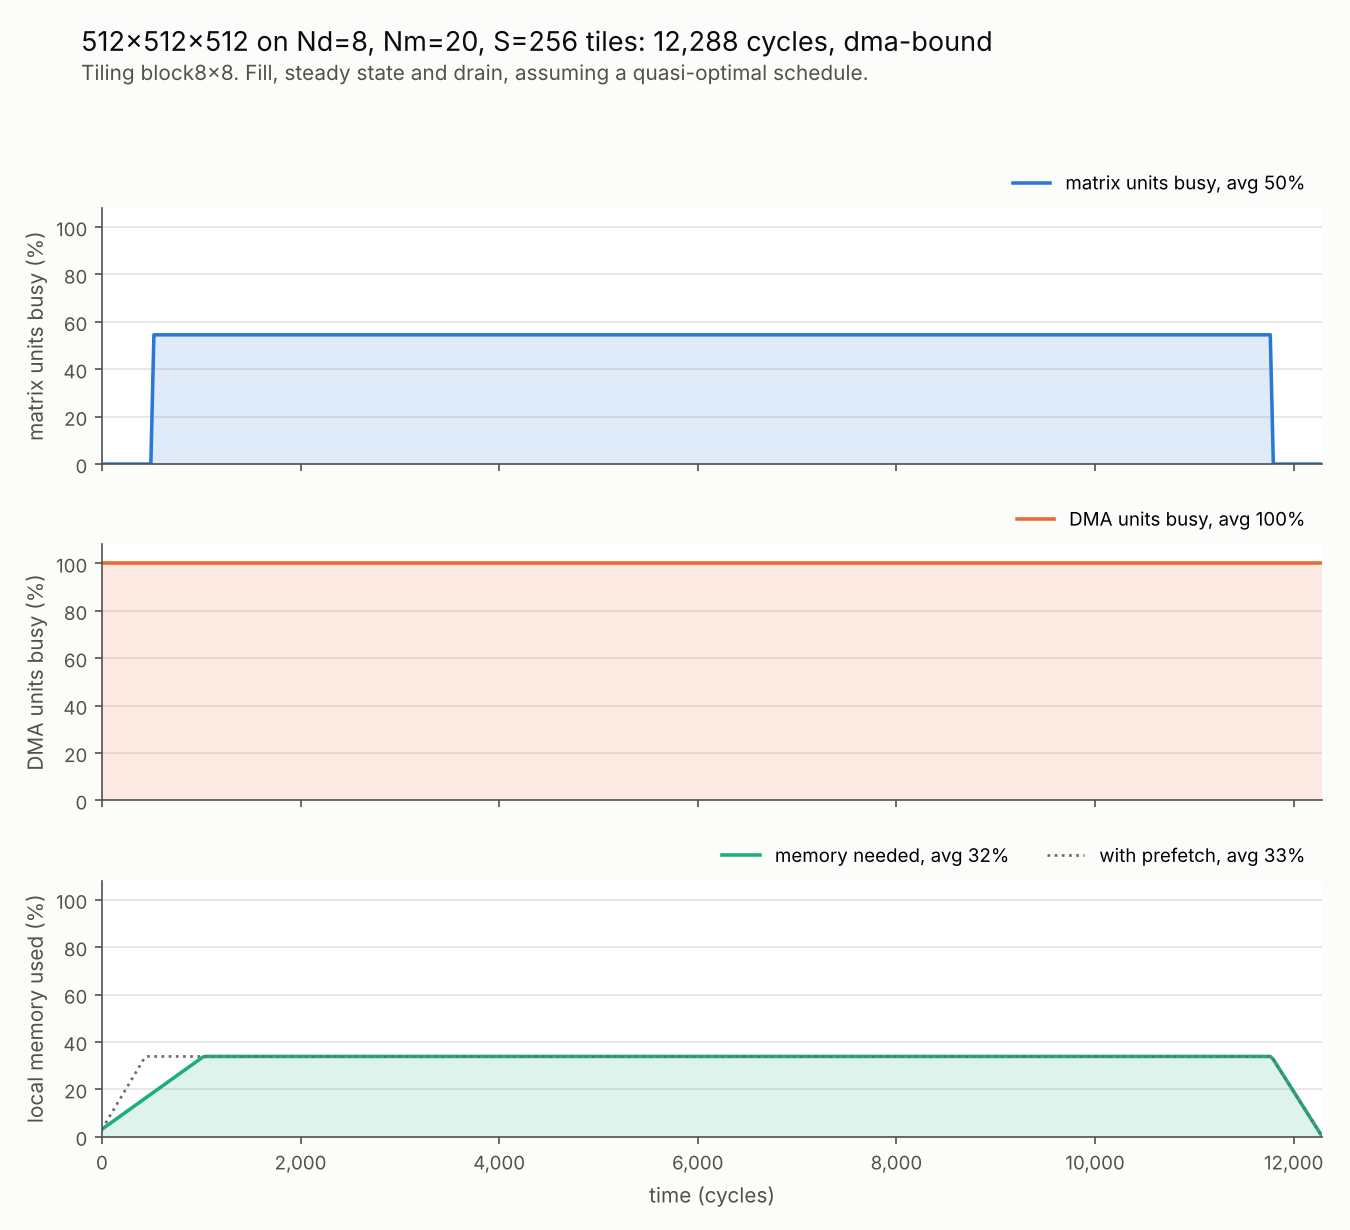 512×512×512 on Nd=8, Nm=20, S=256 tiles: 12,288 cycles, dma-bound
Tiling block8×8. Fill, steady state and drain, assuming a quasi-optimal schedule.
matrix units busy, avg 50%
matrix units busy (%)
100
80
60
40
20
0
DMA units busy, avg 100%
DMA units busy (%)
100
80
60
40
20
0
memory needed, avg 32% with prefetch, avg 33%
local memory used (%)
100
80
60
40
20
0
0 2,000 4,000 6,000 8,000 10,000 12,000
time (cycles)